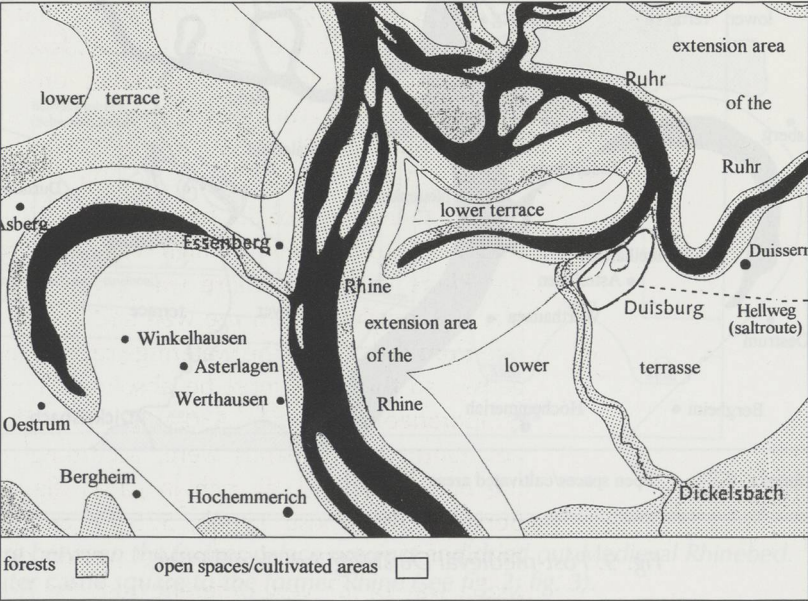 extension area
of the
Ruhr
Ruhr
lower terrace
lower terrace
Asberg
Essenberg
Duissern
Rhine
Duisburg
Hellweg
(saltroute)
extension area
of the
Rhine
Winkelhausen
Asterlagen
Werthausen
lower
terrasse
Oestrum
Bergheim
Hochemmerich
Dickelsbach
forests
open spaces/cultivated areas